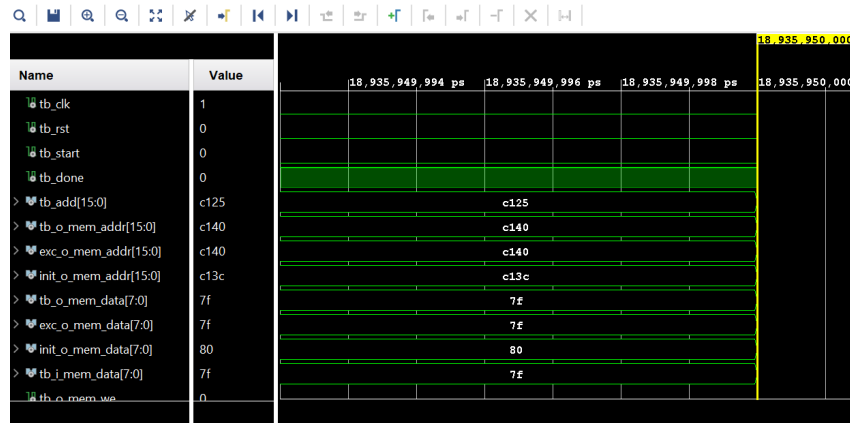 18,935,950,000
Name Value
18,935,949,994 ps 18,935,949,996 ps 18,935,949,998 ps 18,935,950,000
tb_clk 1
tb_rst 0
tb_start 0
tb_done 0
tb_add[15:0] c125 c125
tb_o_mem_addr[15:0] c140 c140
exc_o_mem_addr[15:0] c140 c140
init_o_mem_addr[15:0] c13c c13c
tb_o_mem_data[7:0] 7f 7f
exc_o_mem_data[7:0] 7f 7f
init_o_mem_data[7:0] 80 80
tb_i_mem_data[7:0] 7f 7f
tb_o_mem_we 0